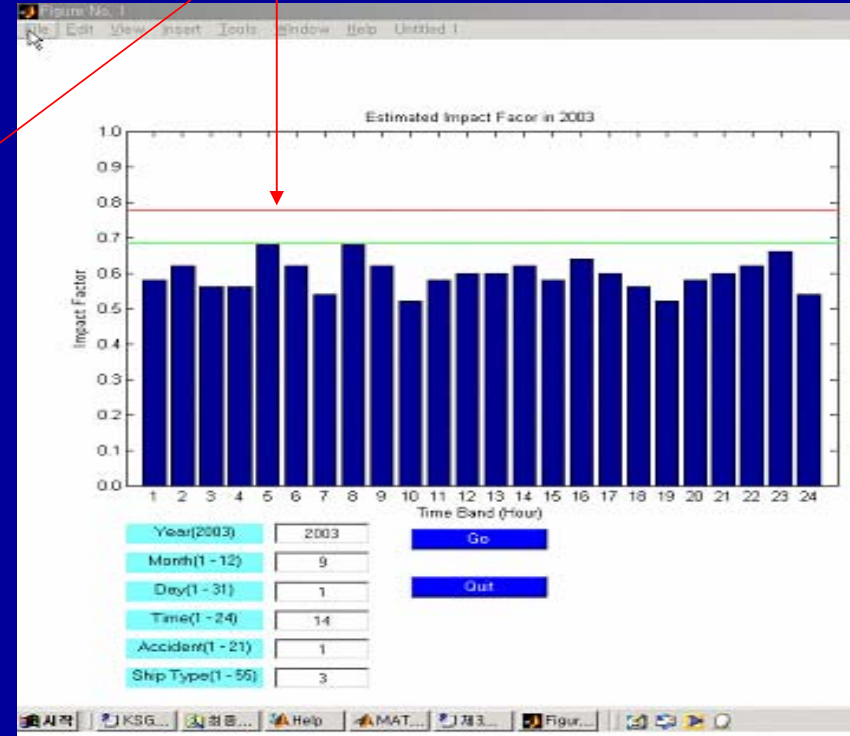 Figure No. 1
File Edit View Insert Tools Window Help Untitled 1
Estimated Impact Facor in 2003
1.0
0.9
0.8
0.7
0.6
0.5
0.4
0.3
0.2
0.1
0.0
Impact Factor
1 2 3 4 5 6 7 8 9 10 11 12 13 14 15 16 17 18 19 20 21 22 23 24
Time Band (Hour)
Year(2003) 2003 Go
Month(1 - 12) 9
Day(1 - 31) 1 Quit
Time(1 - 24) 14
Accident(1 - 21) 1
Ship Type(1 - 55) 3
시작 KSG... 최종... Help MAT... 제3... Figur...